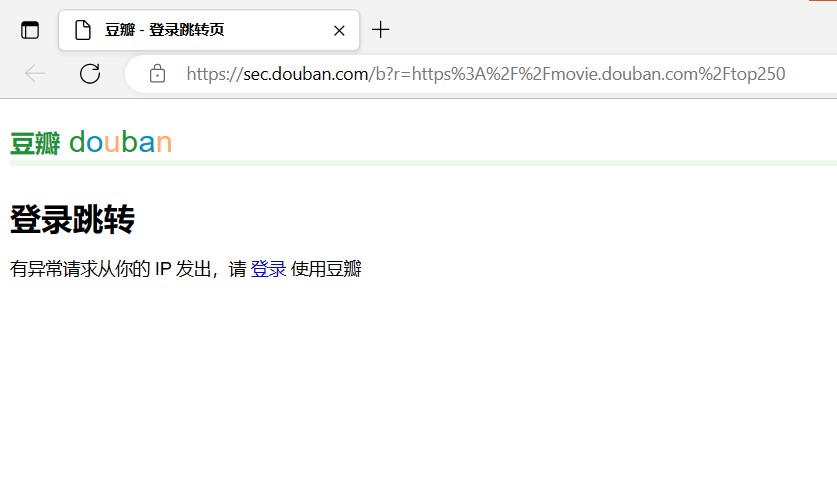 豆瓣 - 登录跳转页
https://sec.douban.com/b?r=https%3A%2F%2Fmovie.douban.com%2Ftop250
豆瓣 douban
登录跳转
有异常请求从你的 IP 发出，请 登录 使用豆瓣